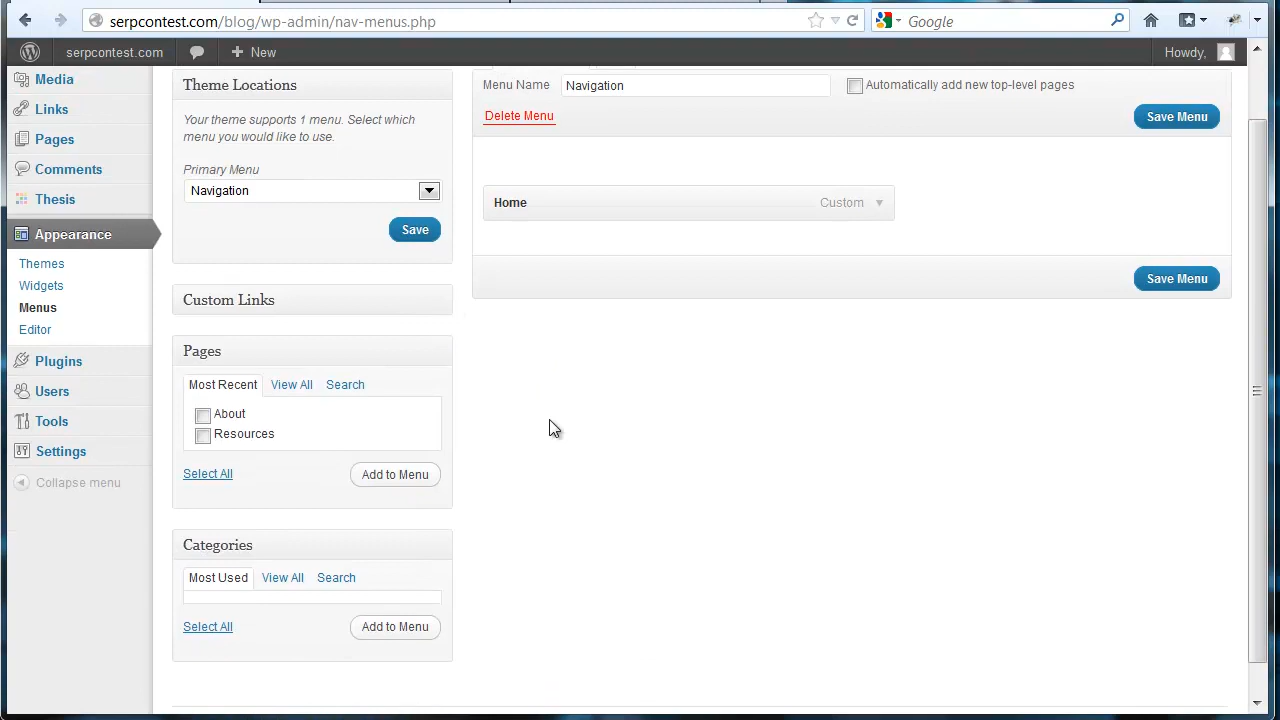 serpcontest.com/blog/wp-admin/nav-menus.php
Google
serpcontest.com
New
Howdy,
Media
Links
Pages
Comments
Thesis
Appearance
Themes
Widgets
Menus
Editor
Plugins
Users
Tools
Settings
Collapse menu
Theme Locations
Your theme supports 1 menu. Select which
menu you would like to use.
Primary Menu
Navigation
Save
Custom Links
Pages
Most Recent View All Search
About
Resources
Select All Add to Menu
Categories
Most Used View All Search
Select All Add to Menu
Menu Name Navigation Automatically add new top-level pages
Delete Menu Save Menu
Home Custom
Save Menu